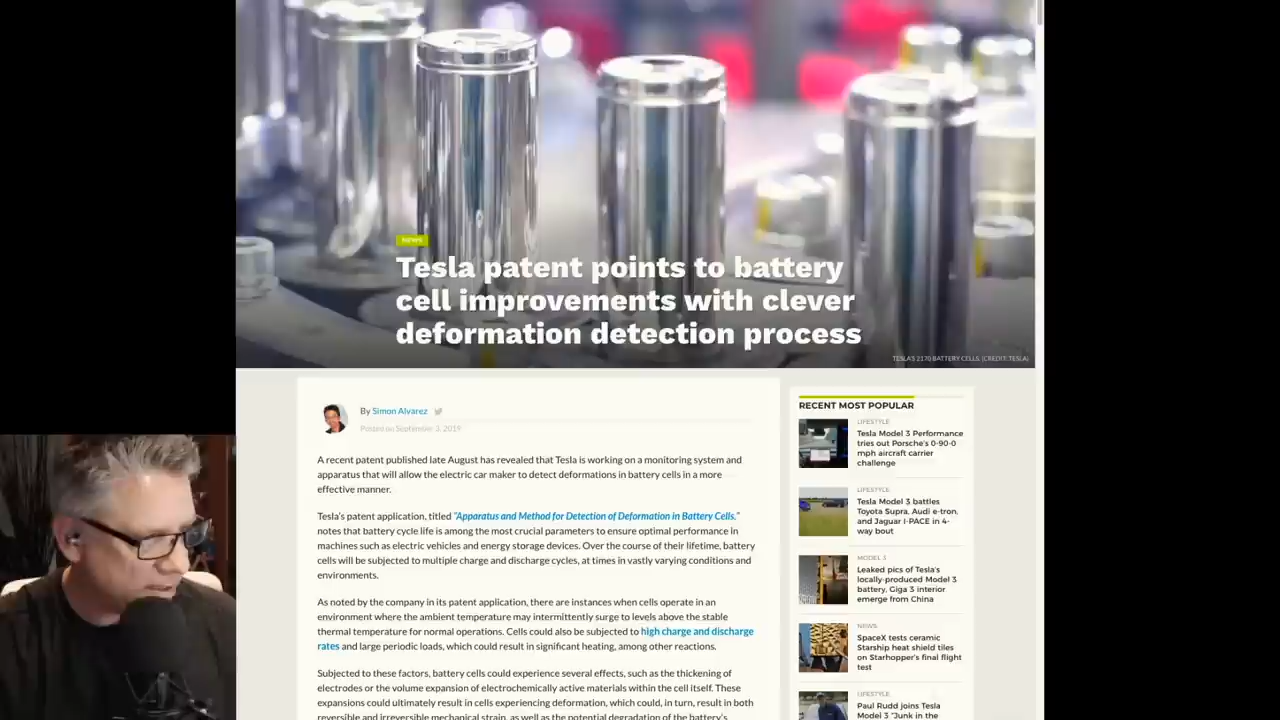 NEWS
Tesla patent points to battery
cell improvements with clever
deformation detection process
TESLA'S 2170 BATTERY CELLS. (CREDIT: TESLA)
By Simon Alvarez
Posted on September 3, 2019
A recent patent published late August has revealed that Tesla is working on a monitoring system and
apparatus that will allow the electric car maker to detect deformations in battery cells in a more
effective manner.
Tesla's patent application, titled "Apparatus and Method for Detection of Deformation in Battery Cells,"
notes that battery cycle life is among the most crucial parameters to ensure optimal performance in
machines such as electric vehicles and energy storage devices. Over the course of their lifetime, battery
cells will be subjected to multiple charge and discharge cycles, at times in vastly varying conditions and
environments.
As noted by the company in its patent application, there are instances when cells operate in an
environment where the ambient temperature may intermittently surge to levels above the stable
thermal temperature for normal operations. Cells could also be subjected to high charge and discharge
rates and large periodic loads, which could result in significant heating, among other reactions.
Subjected to these factors, battery cells could experience several effects, such as the thickening of
electrodes or the volume expansion of electrochemically active materials within the cell itself. These
expansions could ultimately result in cells experiencing deformation, which could, in turn, result in both
reversible and irreversible mechanical strain, as well as the potential degradation of the battery's
RECENT MOST POPULAR
LIFESTYLE
Tesla Model 3 Performance
tries out Porsche's 0-90-0
mph aircraft carrier
challenge
LIFESTYLE
Tesla Model 3 battles
Toyota Supra, Audi e-tron,
and Jaguar I-PACE in 4-
way bout
MODEL 3
Leaked pics of Tesla's
locally-produced Model 3
battery, Giga 3 interior
emerge from China
NEWS
SpaceX tests ceramic
Starship heat shield tiles
on Starhopper's final flight
test
LIFESTYLE
Paul Rudd joins Tesla
Model 3 "Junk in the